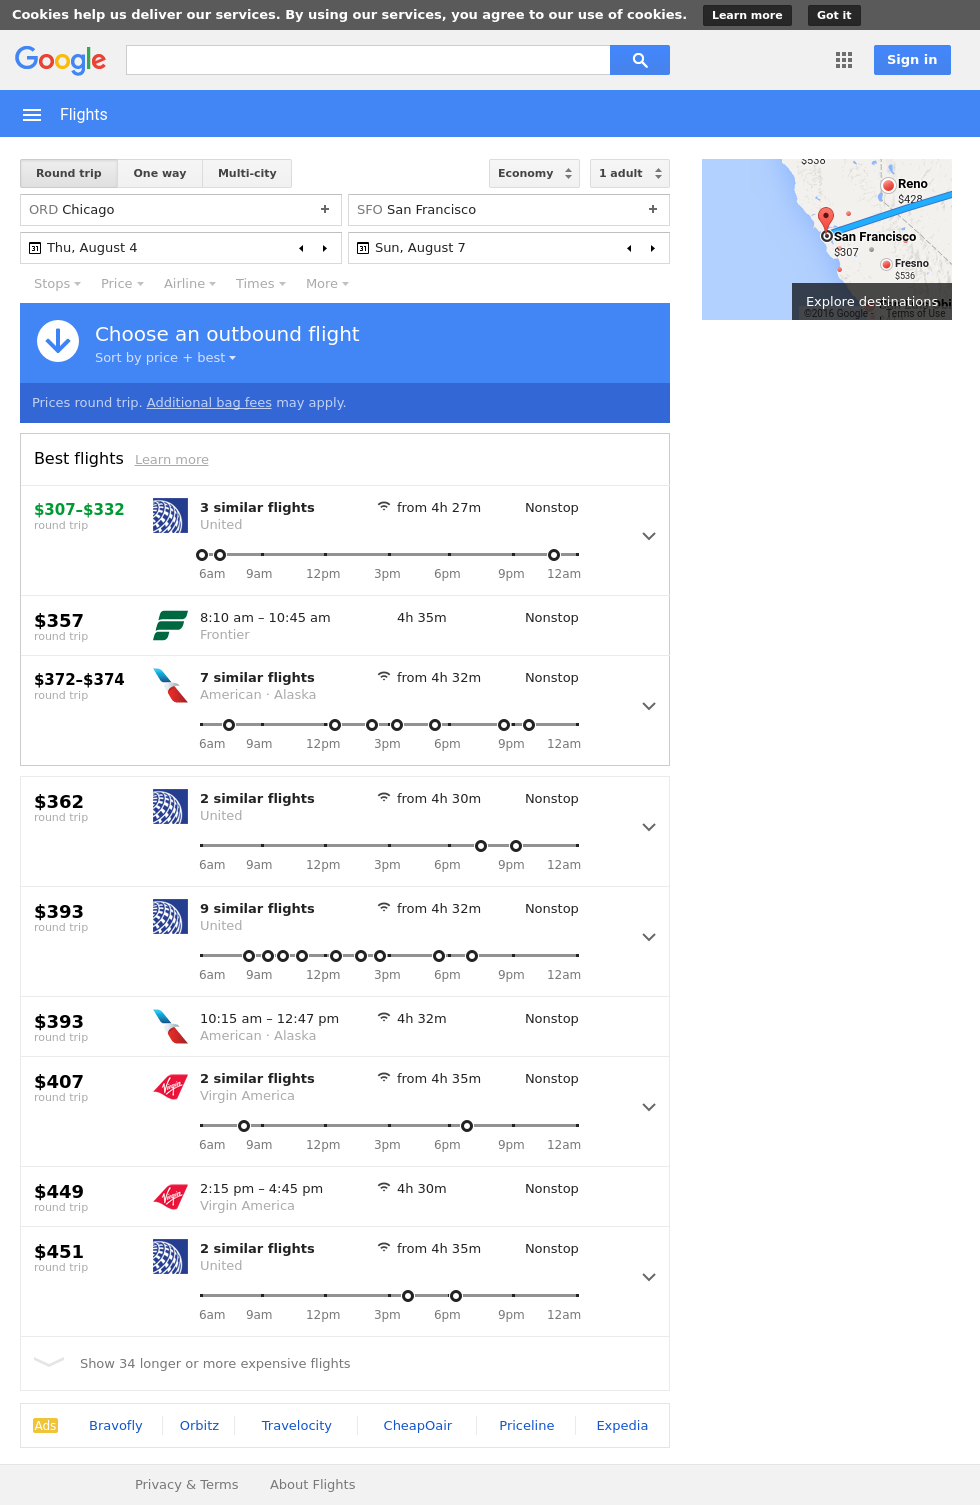 Cookies help us deliver our services. By using our services, you agree to our use of cookies. Learn more Got it
Google Sign in
Flights
Round trip One way Multi-city Economy 1 adult
ORD Chicago + SFO San Francisco +
31 Thu, August 4 31 Sun, August 7
Stops Price Airline Times More
$538
Reno
$428
San Francisco
$307
Fresno
$536
Explore destinations
©2016 Google Terms of Use
Choose an outbound flight
Sort by price + best
Prices round trip. Additional bag fees may apply.
Best flights Learn more
$307–$332 3 similar flights from 4h 27m Nonstop
round trip United
6am 9am 12pm 3pm 6pm 9pm 12am
$357 8:10 am – 10:45 am 4h 35m Nonstop
round trip Frontier
$372–$374 7 similar flights from 4h 32m Nonstop
round trip American · Alaska
6am 9am 12pm 3pm 6pm 9pm 12am
$362 2 similar flights from 4h 30m Nonstop
round trip United
6am 9am 12pm 3pm 6pm 9pm 12am
$393 9 similar flights from 4h 32m Nonstop
round trip United
6am 9am 12pm 3pm 6pm 9pm 12am
$393 10:15 am – 12:47 pm 4h 32m Nonstop
round trip American · Alaska
$407 Virgin 2 similar flights from 4h 35m Nonstop
round trip Virgin America
6am 9am 12pm 3pm 6pm 9pm 12am
$449 Virgin 2:15 pm – 4:45 pm 4h 30m Nonstop
round trip Virgin America
$451 2 similar flights from 4h 35m Nonstop
round trip United
6am 9am 12pm 3pm 6pm 9pm 12am
Show 34 longer or more expensive flights
Ads Bravofly Orbitz Travelocity CheapOair Priceline Expedia
Privacy & Terms About Flights